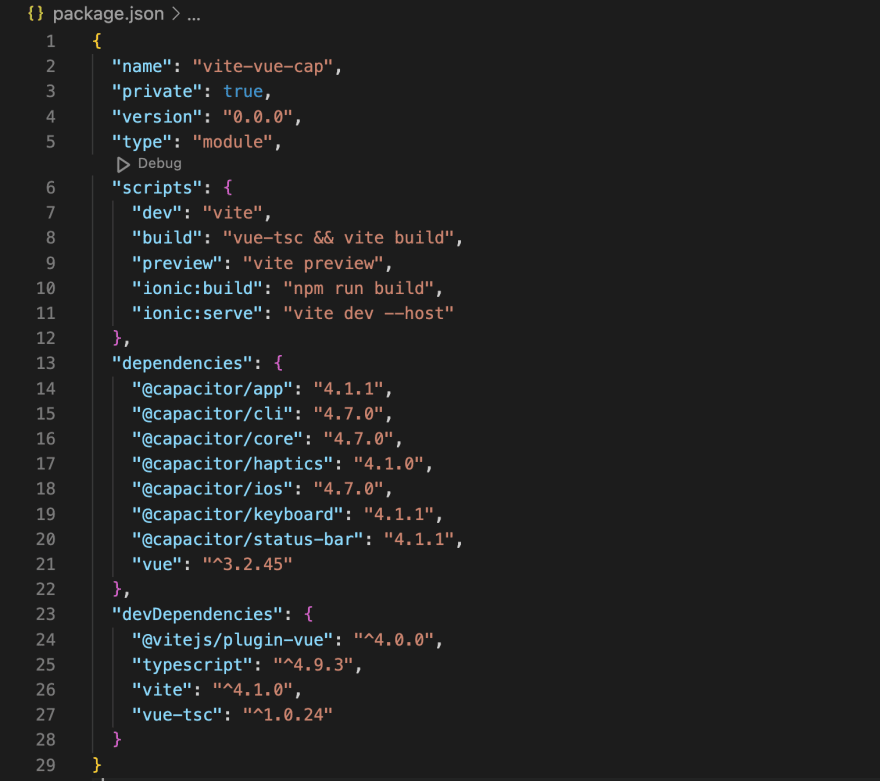 {} package.json > ...
1 {
2 "name": "vite-vue-cap",
3 "private": true,
4 "version": "0.0.0",
5 "type": "module",
Debug
6 "scripts": {
7 "dev": "vite",
8 "build": "vue-tsc && vite build",
9 "preview": "vite preview",
10 "ionic:build": "npm run build",
11 "ionic:serve": "vite dev --host"
12 },
13 "dependencies": {
14 "@capacitor/app": "4.1.1",
15 "@capacitor/cli": "4.7.0",
16 "@capacitor/core": "4.7.0",
17 "@capacitor/haptics": "4.1.0",
18 "@capacitor/ios": "4.7.0",
19 "@capacitor/keyboard": "4.1.1",
20 "@capacitor/status-bar": "4.1.1",
21 "vue": "^3.2.45"
22 },
23 "devDependencies": {
24 "@vitejs/plugin-vue": "^4.0.0",
25 "typescript": "^4.9.3",
26 "vite": "^4.1.0",
27 "vue-tsc": "^1.0.24"
28 }
29 }